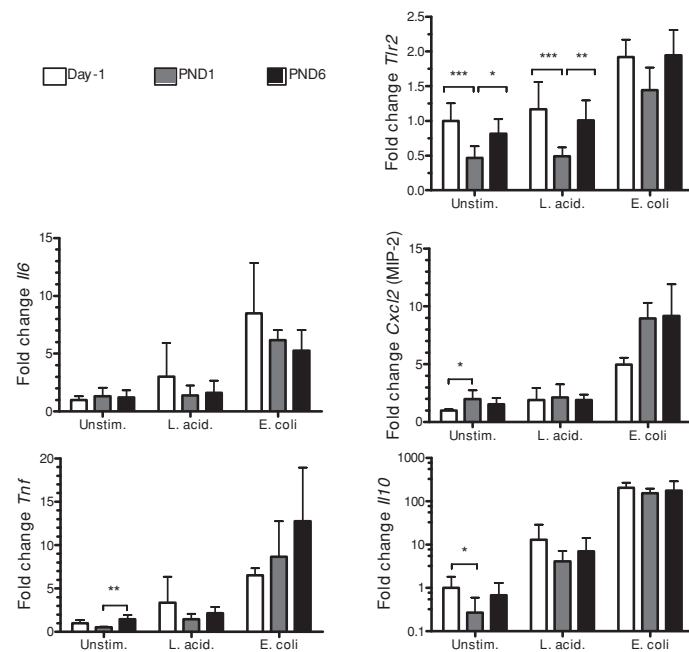 Day-1 PND1 PND6
Fold change Tlr2
2.5
2.0
1.5
1.0
0.5
0.0
*** * *** **
Unstim. L. acid. E. coli
Fold change Il6
15
10
5
0
Unstim. L. acid. E. coli
Fold change Cxcl2 (MIP-2)
15
10
5
0
*
Unstim. L. acid. E. coli
Fold change Tnf
20
15
10
5
0
**
Unstim. L. acid. E. coli
Fold change Il10
1000
100
10
1
0.1
*
Unstim. L. acid. E. coli